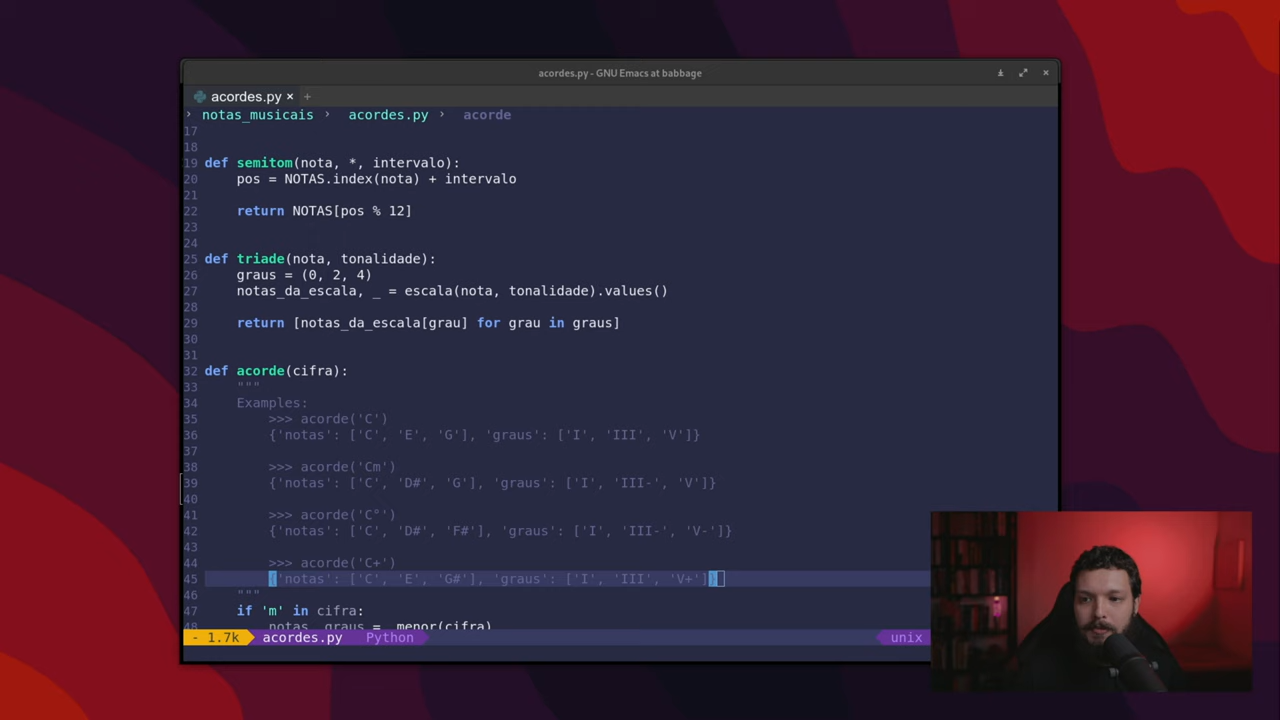 acordes.py - GNU Emacs at babbage
acordes.py × +
› notas_musicais › acordes.py › acorde
17
18
19 def semitom(nota, *, intervalo):
20     pos = NOTAS.index(nota) + intervalo
21
22     return NOTAS[pos % 12]
23
24
25 def triade(nota, tonalidade):
26     graus = (0, 2, 4)
27     notas_da_escala, _ = escala(nota, tonalidade).values()
28
29     return [notas_da_escala[grau] for grau in graus]
30
31
32 def acorde(cifra):
33     """
34     Examples:
35         >>> acorde('C')
36         {'notas': ['C', 'E', 'G'], 'graus': ['I', 'III', 'V']}
37
38         >>> acorde('Cm')
39         {'notas': ['C', 'D#', 'G'], 'graus': ['I', 'III-', 'V']}
40
41         >>> acorde('C°')
42         {'notas': ['C', 'D#', 'F#'], 'graus': ['I', 'III-', 'V-']}
43
44         >>> acorde('C+')
45         {'notas': ['C', 'E', 'G#'], 'graus': ['I', 'III', 'V+']}
46     """
47     if 'm' in cifra:
48         notas, graus = _menor(cifra)
- 1.7k acordes.py Python unix